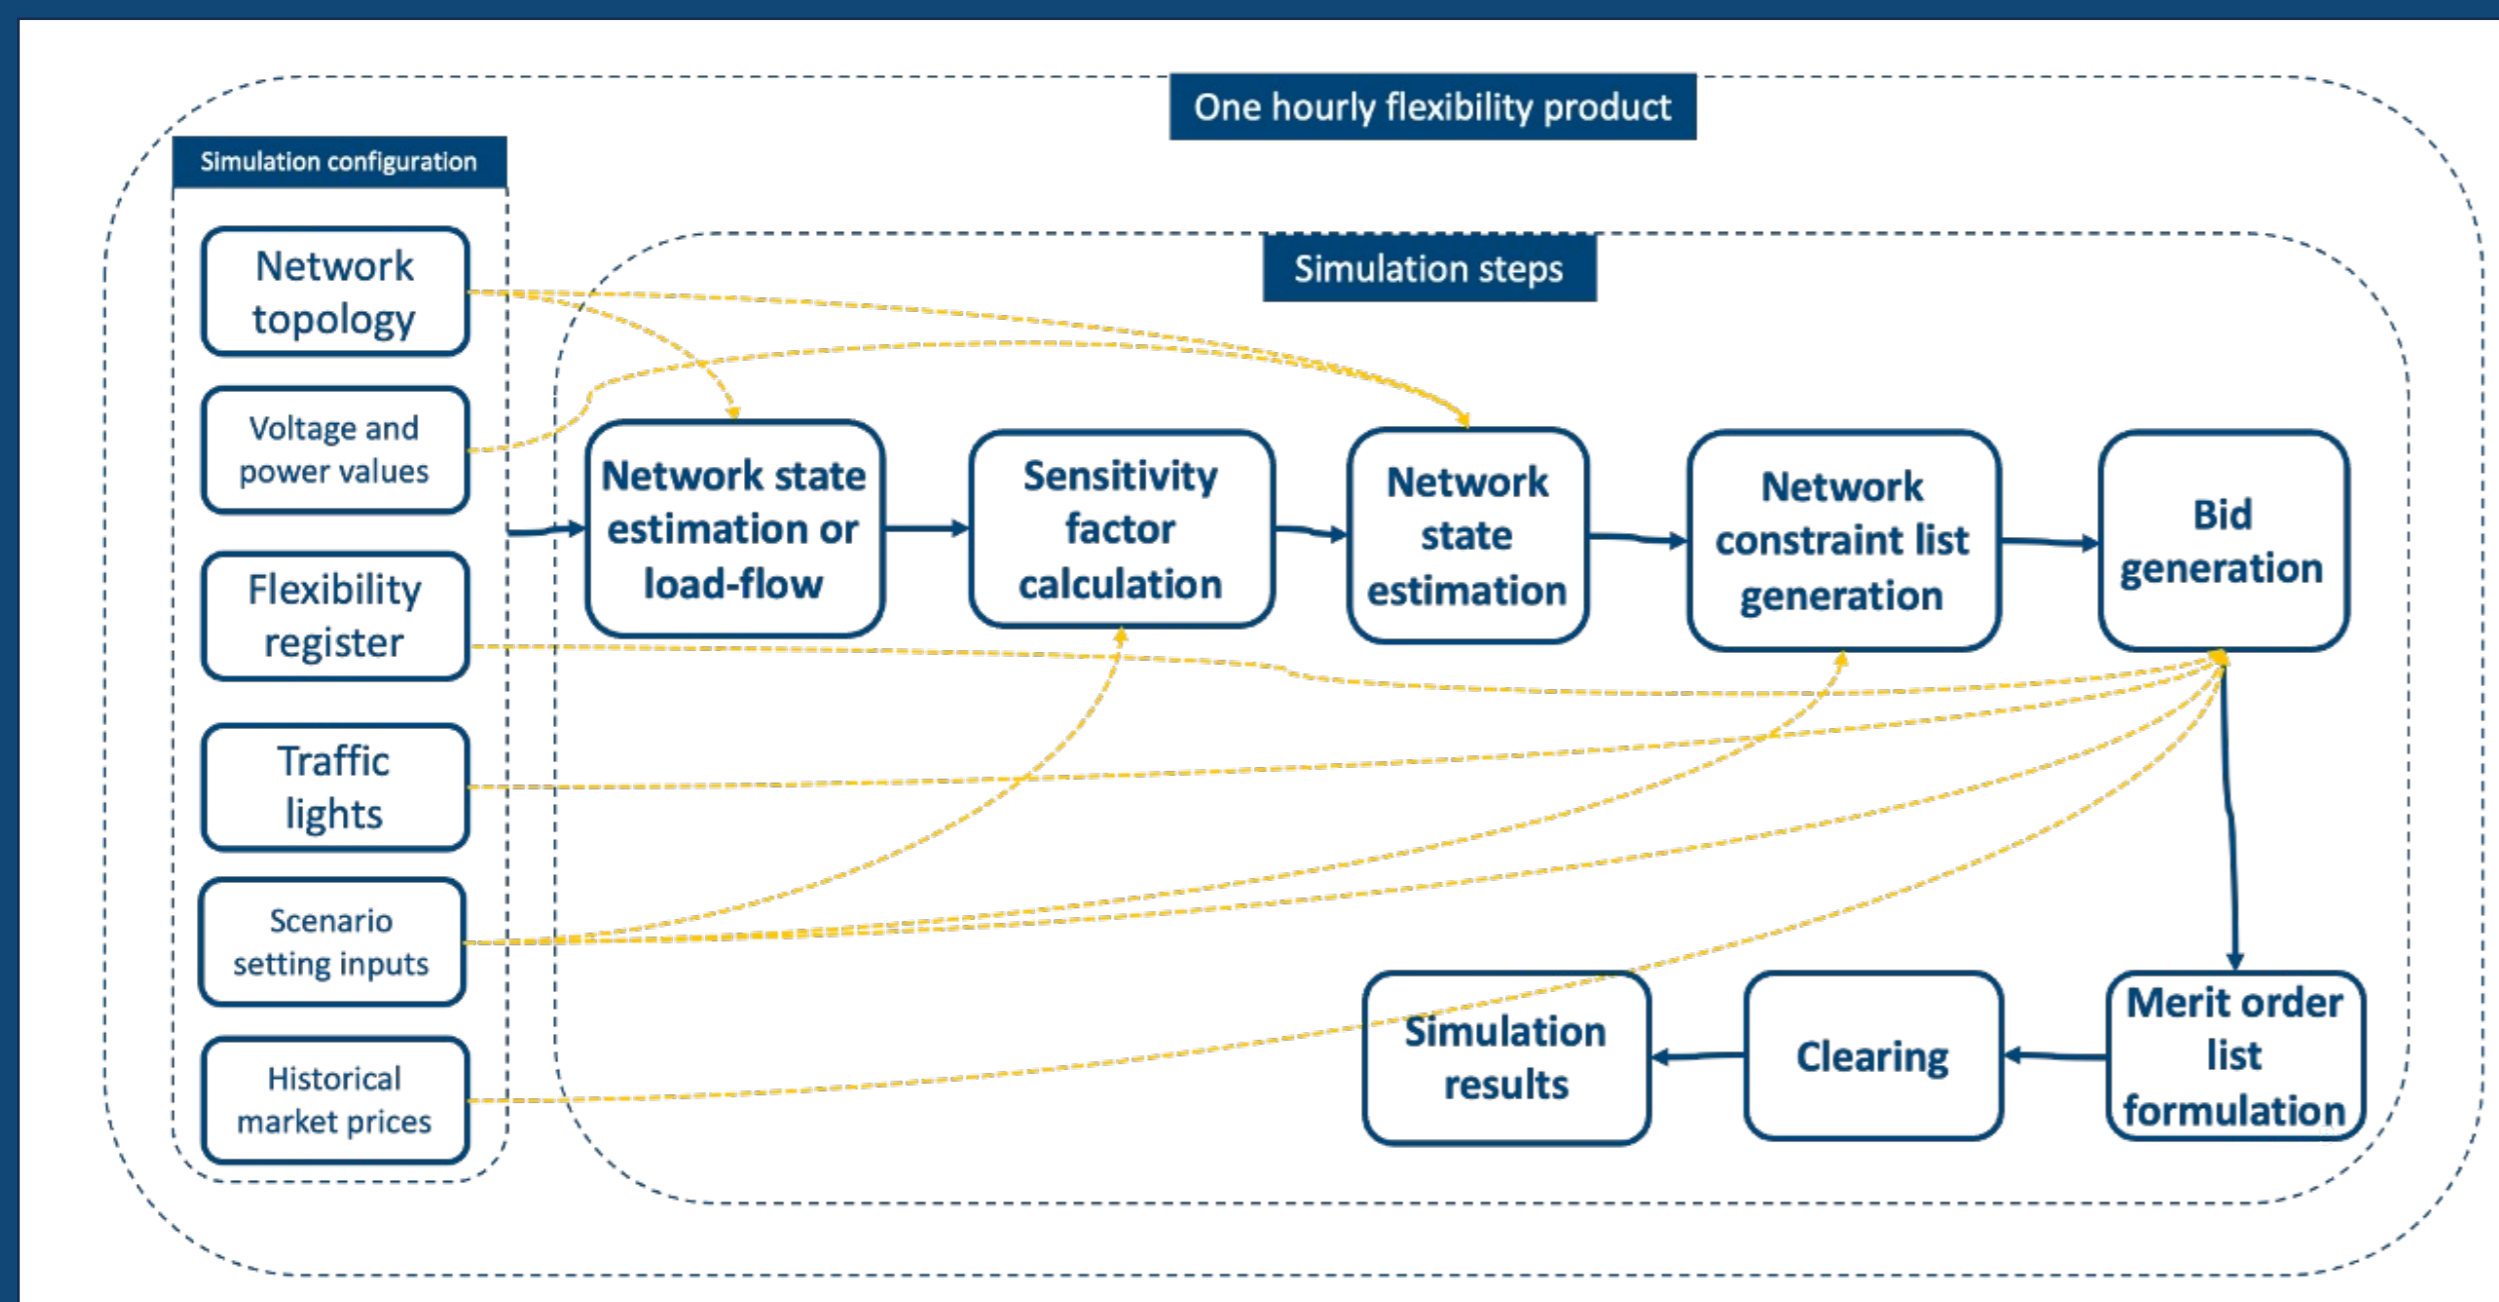 One hourly flexibility product
Simulation configuration
Network
topology
Voltage and
power values
Flexibility
register
Traffic
lights
Scenario
setting inputs
Historical
market prices
Simulation steps
Network state
estimation or
load-flow
Sensitivity
factor
calculation
Network
state
estimation
Network
constraint list
generation
Bid
generation
Merit order
list
formulation
Clearing
Simulation
results